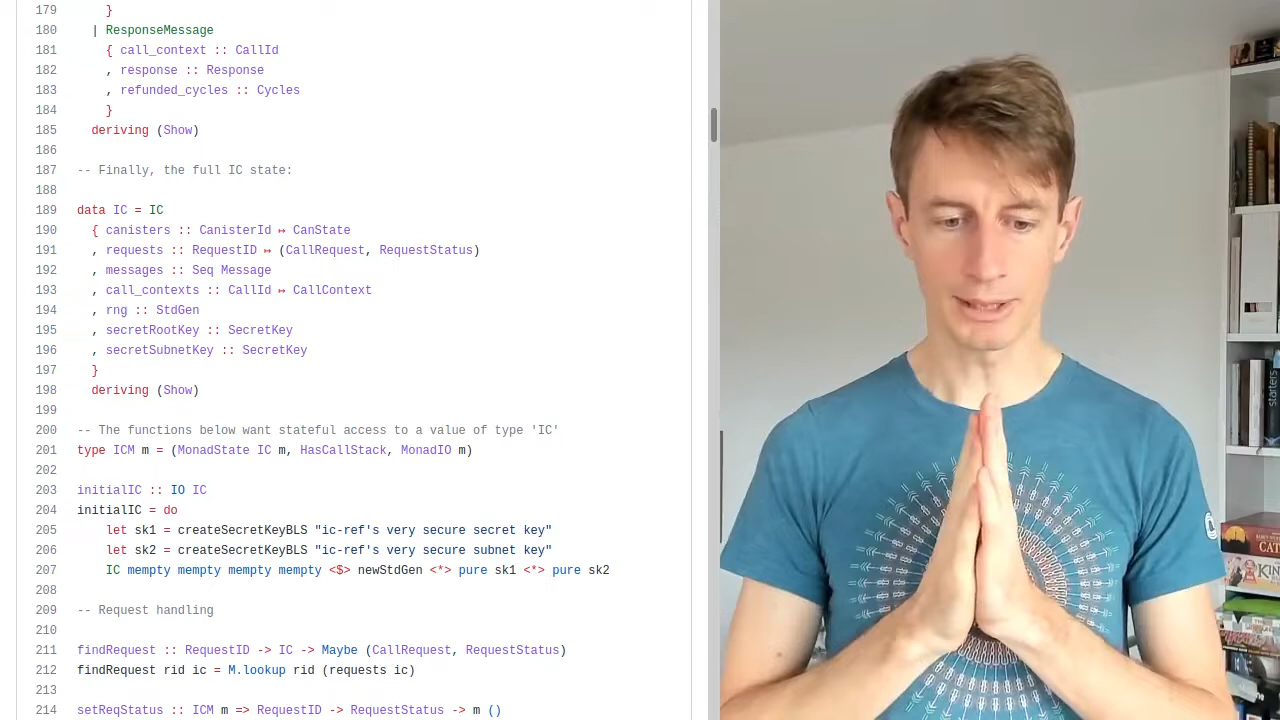 179 }
180 | ResponseMessage
181 { call_context :: CallId
182 , response :: Response
183 , refunded_cycles :: Cycles
184 }
185 deriving (Show)
186
187 -- Finally, the full IC state:
188
189 data IC = IC
190 { canisters :: CanisterId ↦ CanState
191 , requests :: RequestID ↦ (CallRequest, RequestStatus)
192 , messages :: Seq Message
193 , call_contexts :: CallId ↦ CallContext
194 , rng :: StdGen
195 , secretRootKey :: SecretKey
196 , secretSubnetKey :: SecretKey
197 }
198 deriving (Show)
199
200 -- The functions below want stateful access to a value of type 'IC'
201 type ICM m = (MonadState IC m, HasCallStack, MonadIO m)
202
203 initialIC :: IO IC
204 initialIC = do
205 let sk1 = createSecretKeyBLS "ic-ref's very secure secret key"
206 let sk2 = createSecretKeyBLS "ic-ref's very secure subnet key"
207 IC mempty mempty mempty mempty <$> newStdGen <*> pure sk1 <*> pure sk2
208
209 -- Request handling
210
211 findRequest :: RequestID -> IC -> Maybe (CallRequest, RequestStatus)
212 findRequest rid ic = M.lookup rid (requests ic)
213
214 setReqStatus :: ICM m => RequestID -> RequestStatus -> m ()
starters
CAT